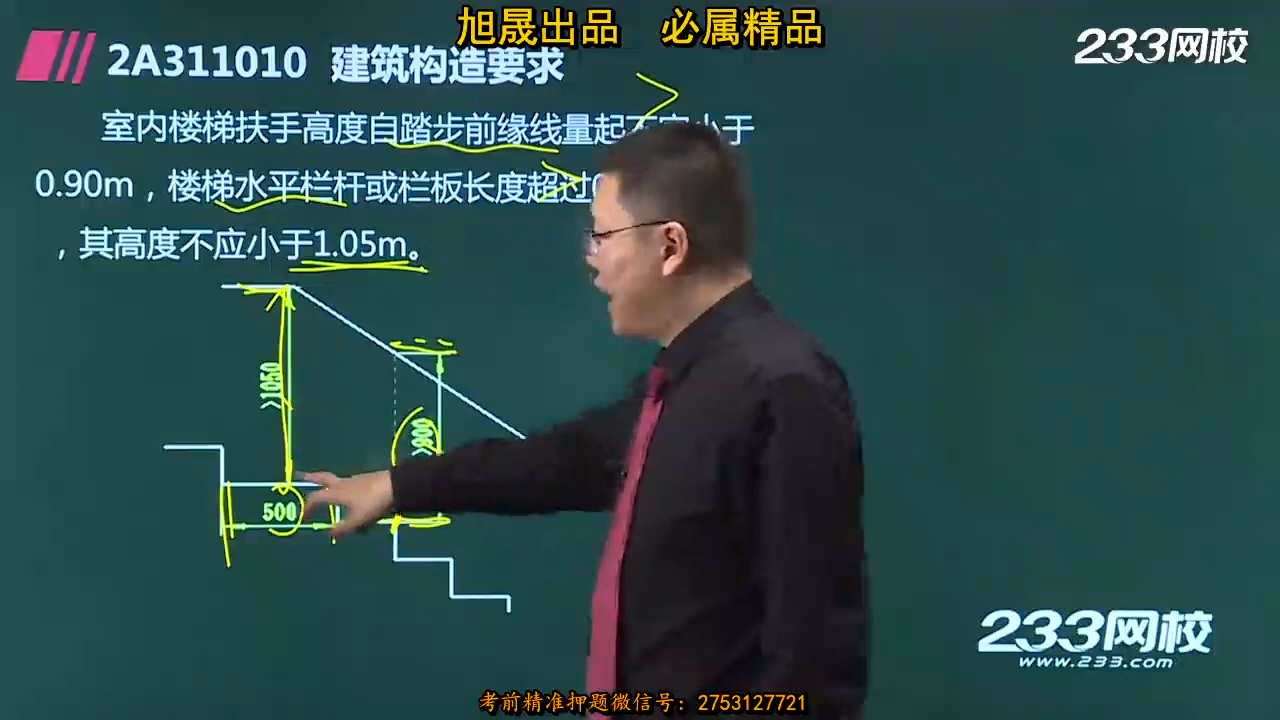 旭晟出品 必属精品
2A311010 建筑构造要求
233网校
室内楼梯扶手高度自踏步前缘线量起不宜小于
0.90m，楼梯水平栏杆或栏板长度超过0
，其高度不应小于1.05m。
>1050
>900
500
233网校
www.233.com
考前精准押题微信号：2753127721